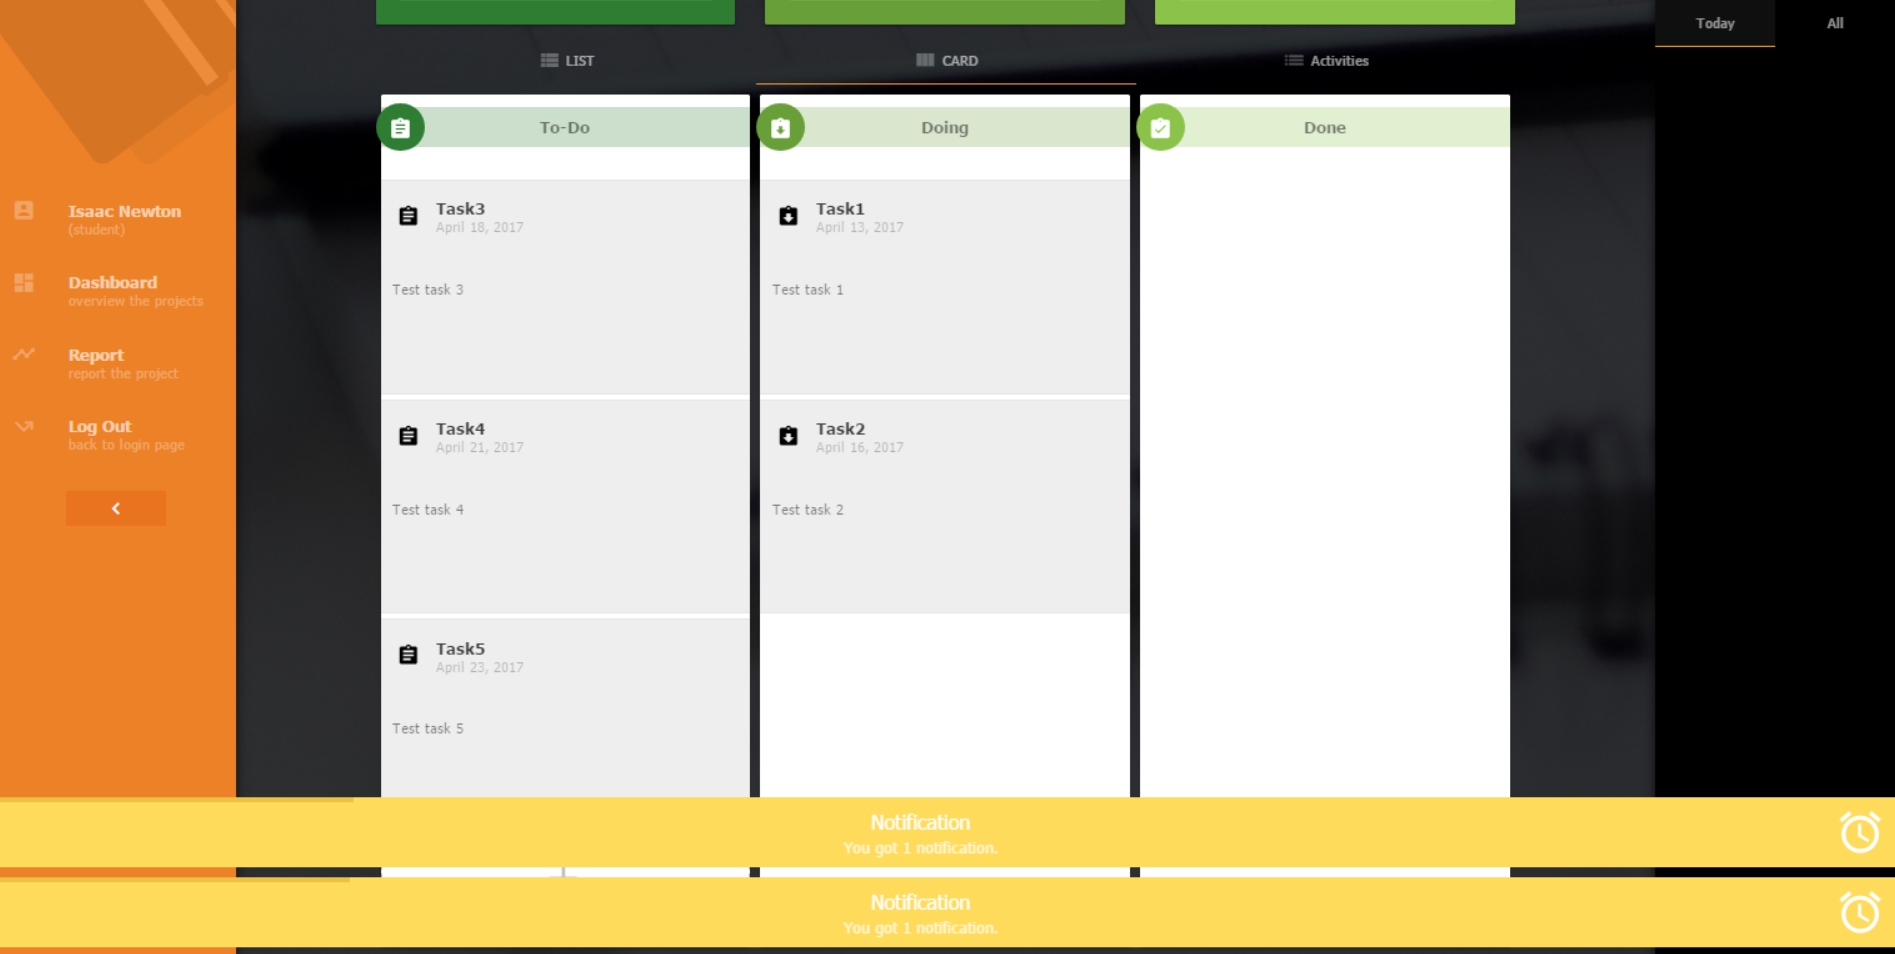 Today
All
LIST
CARD
Activities
To-Do
Doing
Done
Isaac Newton
(student)
Dashboard
overview the projects
Report
report the project
Log Out
back to login page
Task3
April 18, 2017
Test task 3
Task4
April 21, 2017
Test task 4
Task5
April 23, 2017
Test task 5
Task1
April 13, 2017
Test task 1
Task2
April 16, 2017
Test task 2
Notification
You got 1 notification.
Notification
You got 1 notification.